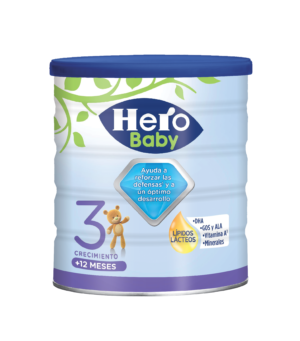 Hero
Baby
Ayuda a
reforzar las
defensas, y a
un óptimo
desarrollo
3
CRECIMIENTO
+12 MESES
LÍPIDOS
LÁCTEOS
•DHA
•GOS y ALA
•Vitamina A
•Minerales